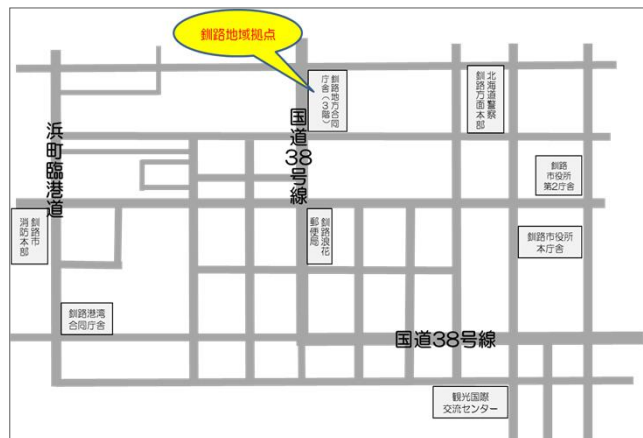 釧路地域拠点
釧路地方合同
庁舎(3階)
北海道警察
釧路方面本部
浜町臨港道
国道38号線
釧路
市役所
第2庁舎
釧路市
消防本部
釧路浪花
郵便局
釧路市役所
本庁舎
釧路港湾
合同庁舎
国道38号線
観光国際
交流センター